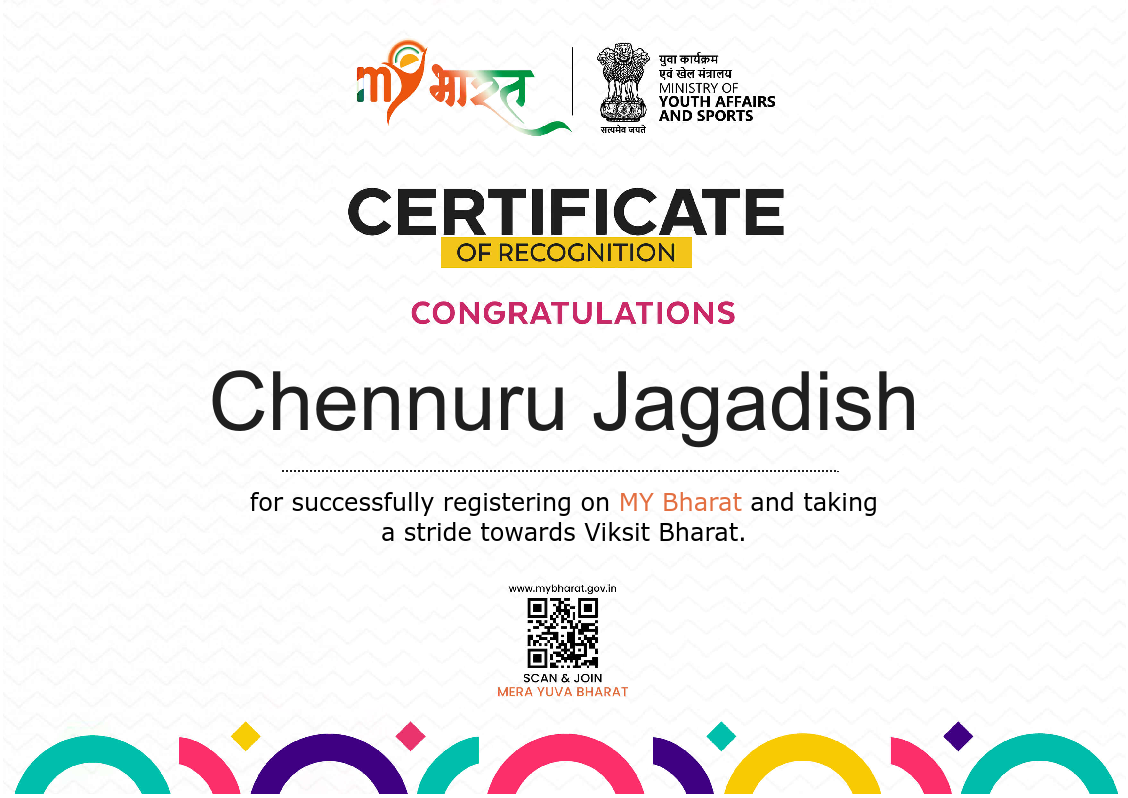 my भारत
युवा कार्यक्रम
एवं खेल मंत्रालय
MINISTRY OF
YOUTH AFFAIRS
AND SPORTS
सत्यमेव जयते
CERTIFICATE
OF RECOGNITION
CONGRATULATIONS
Chennuru Jagadish
for successfully registering on MY Bharat and taking
a stride towards Viksit Bharat.
www.mybharat.gov.in
SCAN & JOIN
MERA YUVA BHARAT